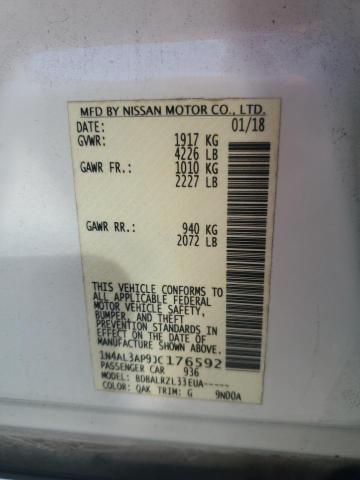 MFD BY NISSAN MOTOR CO., LTD.
DATE: 01/18
GVWR: 1917 KG
4226 LB
GAWR FR.: 1010 KG
2227 LB
GAWR RR.: 940 KG
2072 LB
THIS VEHICLE CONFORMS TO
ALL APPLICABLE FEDERAL
MOTOR VEHICLE SAFETY,
BUMPER, AND THEFT
PREVENTION STANDARDS IN
EFFECT ON THE DATE OF
MANUFACTURE SHOWN ABOVE.
1N4AL3AP9JC176592
PASSENGER CAR 936
MODEL: BDBALRZL33EUA-----
COLOR: QAK TRIM: G 9N00A